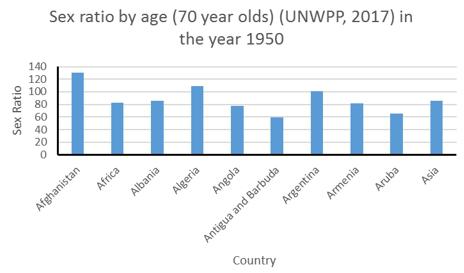 Sex ratio by age (70 year olds) (UNWPP, 2017) in
the year 1950
140
120
100
80
60
40
20
0
Sex Ratio
Afghanistan
Africa
Albania
Algeria
Angola
Antigua and Barbuda
Argentina
Armenia
Aruba
Asia
Country